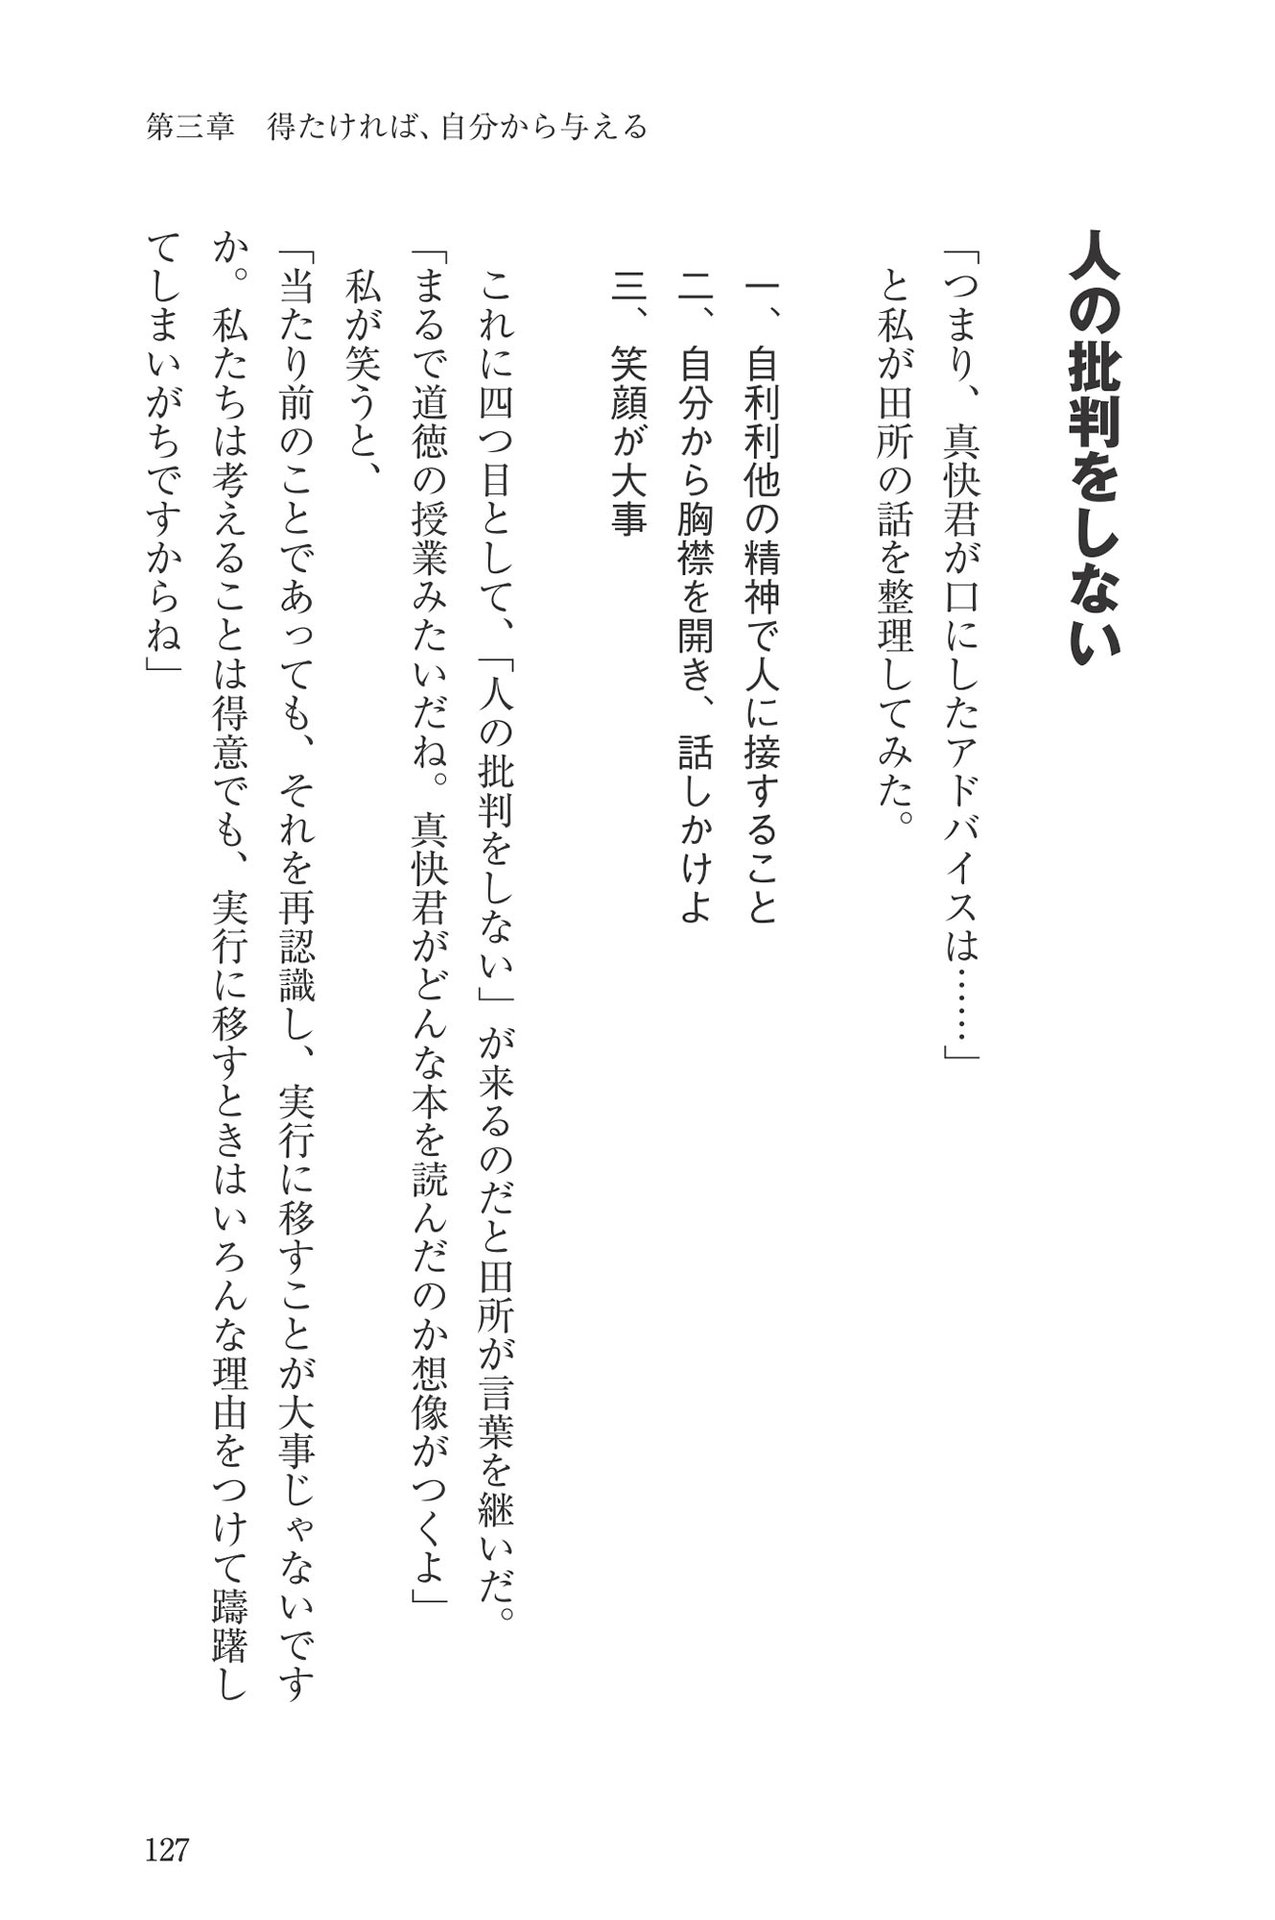 第三章　得たければ、自分から与える
人の批判をしない
「つまり、真快君が口にしたアドバイスは……」
と私が田所の話を整理してみた。
一、自利利他の精神で人に接すること
二、自分から胸襟を開き、話しかけよ
三、笑顔が大事
これに四つ目として、「人の批判をしない」が来るのだと田所が言葉を継いだ。
「まるで道徳の授業みたいだね。真快君がどんな本を読んだのか想像がつくよ」
私が笑うと、
「当たり前のことであっても、それを再認識し、実行に移すことが大事じゃないです
か。私たちは考えることは得意でも、実行に移すときはいろんな理由をつけて躊躇し
てしまいがちですからね」
127